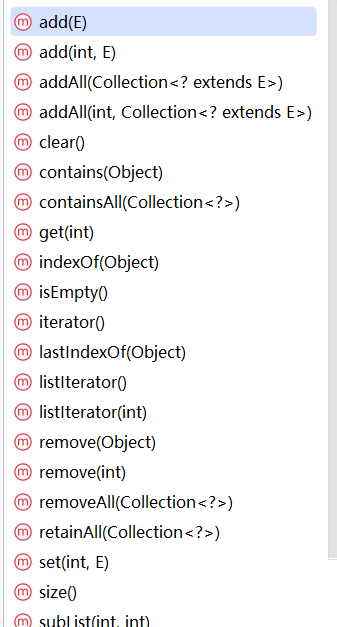 add(E)
add(int, E)
addAll(Collection<? extends E>)
addAll(int, Collection<? extends E>)
clear()
contains(Object)
containsAll(Collection<?>)
get(int)
indexOf(Object)
isEmpty()
iterator()
lastIndexOf(Object)
listIterator()
listIterator(int)
remove(Object)
remove(int)
removeAll(Collection<?>)
retainAll(Collection<?>)
set(int, E)
size()
subList(int, int)